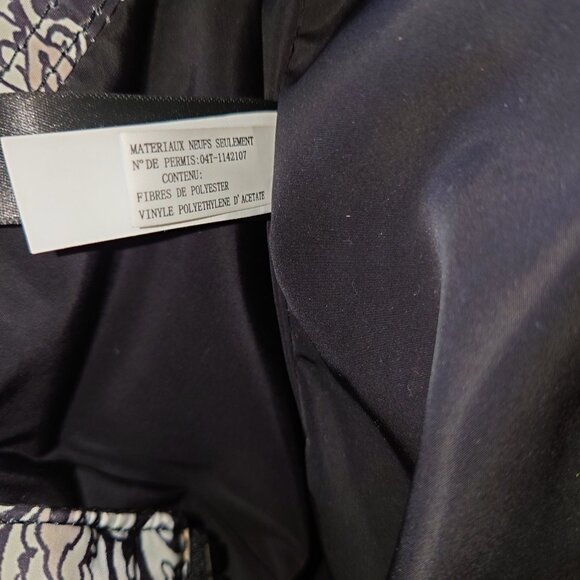 MATERIAUX NEUFS SEULEMENT
N° DE PERMIS:04T-1142107
CONTENU:
FIBRES DE POLYESTER
VINYLE POLYETHYLENE D'ACETATE